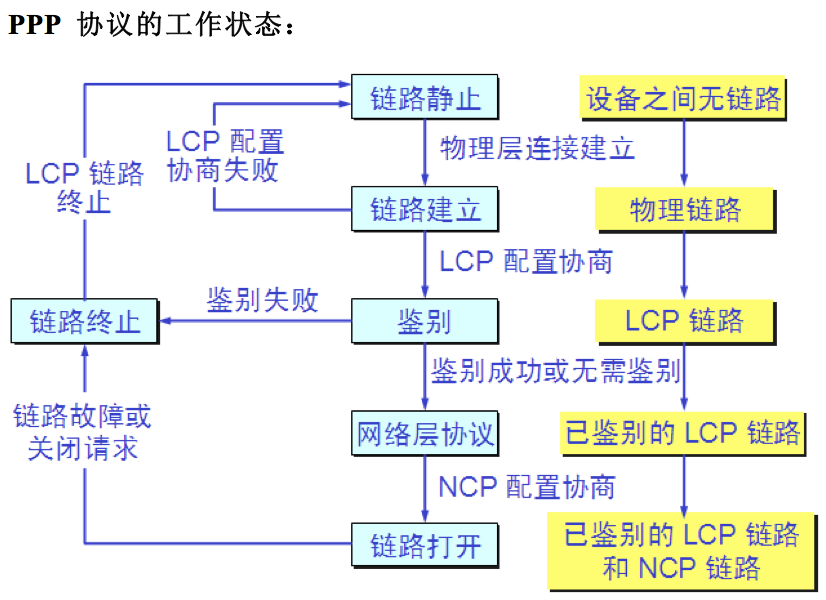 PPP 协议的工作状态：
链路静止
设备之间无链路
LCP 配置
协商失败
物理层连接建立
LCP 链路
终止
链路建立
物理链路
LCP 配置协商
鉴别失败
链路终止
鉴别
LCP 链路
鉴别成功或无需鉴别
链路故障或
关闭请求
网络层协议
已鉴别的 LCP 链路
NCP 配置协商
链路打开
已鉴别的 LCP 链路
和 NCP 链路